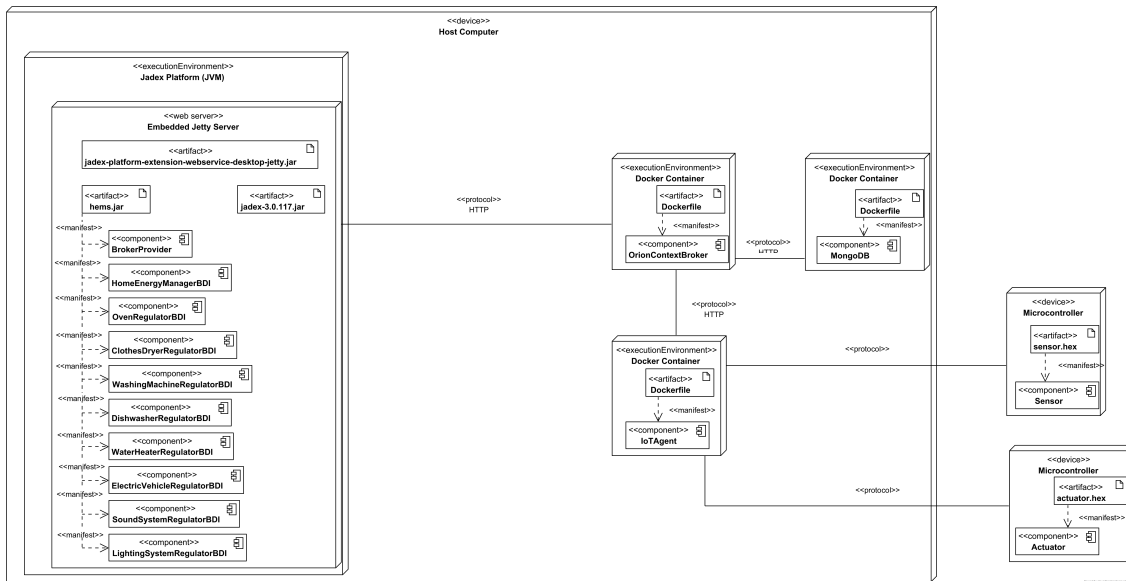 <<device>>
Host Computer
<<executionEnvironment>>
Jadex Platform (JVM)
<<web server>>
Embedded Jetty Server
<<artifact>>
jadex-platform-extension-webservice-desktop-jetty.jar
<<artifact>>
hems.jar
<<artifact>>
jadex-3.0.117.jar
<<manifest>>
<<component>>
BrokerProvider
<<manifest>>
<<component>>
HomeEnergyManagerBDI
<<manifest>>
<<component>>
OvenRegulatorBDI
<<manifest>>
<<component>>
ClothesDryerRegulatorBDI
<<manifest>>
<<component>>
WashingMachineRegulatorBDI
<<manifest>>
<<component>>
DishwasherRegulatorBDI
<<manifest>>
<<component>>
WaterHeaterRegulatorBDI
<<manifest>>
<<component>>
ElectricVehicleRegulatorBDI
<<manifest>>
<<component>>
SoundSystemRegulatorBDI
<<manifest>>
<<component>>
LightingSystemRegulatorBDI
<<protocol>>
HTTP
<<executionEnvironment>>
Docker Container
<<artifact>>
Dockerfile
<<manifest>>
<<component>>
OrionContextBroker
<<protocol>>
HTTP
<<executionEnvironment>>
Docker Container
<<artifact>>
Dockerfile
<<manifest>>
<<component>>
MongoDB
<<protocol>>
HTTP
<<executionEnvironment>>
Docker Container
<<artifact>>
Dockerfile
<<manifest>>
<<component>>
IoTAgent
<<protocol>>
<<device>>
Microcontroller
<<artifact>>
sensor.hex
<<manifest>>
<<component>>
Sensor
<<protocol>>
<<device>>
Microcontroller
<<artifact>>
actuator.hex
<<manifest>>
<<component>>
Actuator